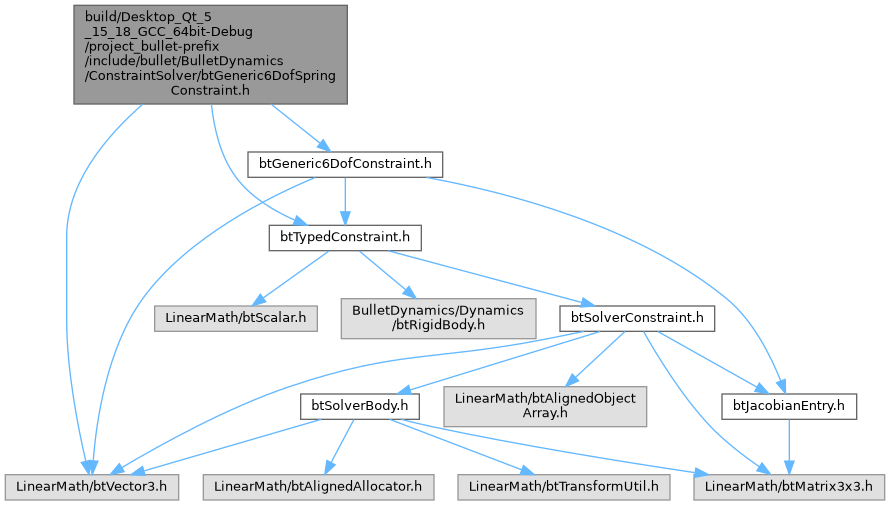 build/Desktop_Qt_5
_15_18_GCC_64bit-Debug
/project_bullet-prefix
/include/bullet/BulletDynamics
/ConstraintSolver/btGeneric6DofSpring
Constraint.h
btGeneric6DofConstraint.h
btTypedConstraint.h
LinearMath/btScalar.h
BulletDynamics/Dynamics
/btRigidBody.h
btSolverConstraint.h
btSolverBody.h
LinearMath/btAlignedObject
Array.h
btJacobianEntry.h
LinearMath/btVector3.h
LinearMath/btAlignedAllocator.h
LinearMath/btTransformUtil.h
LinearMath/btMatrix3x3.h